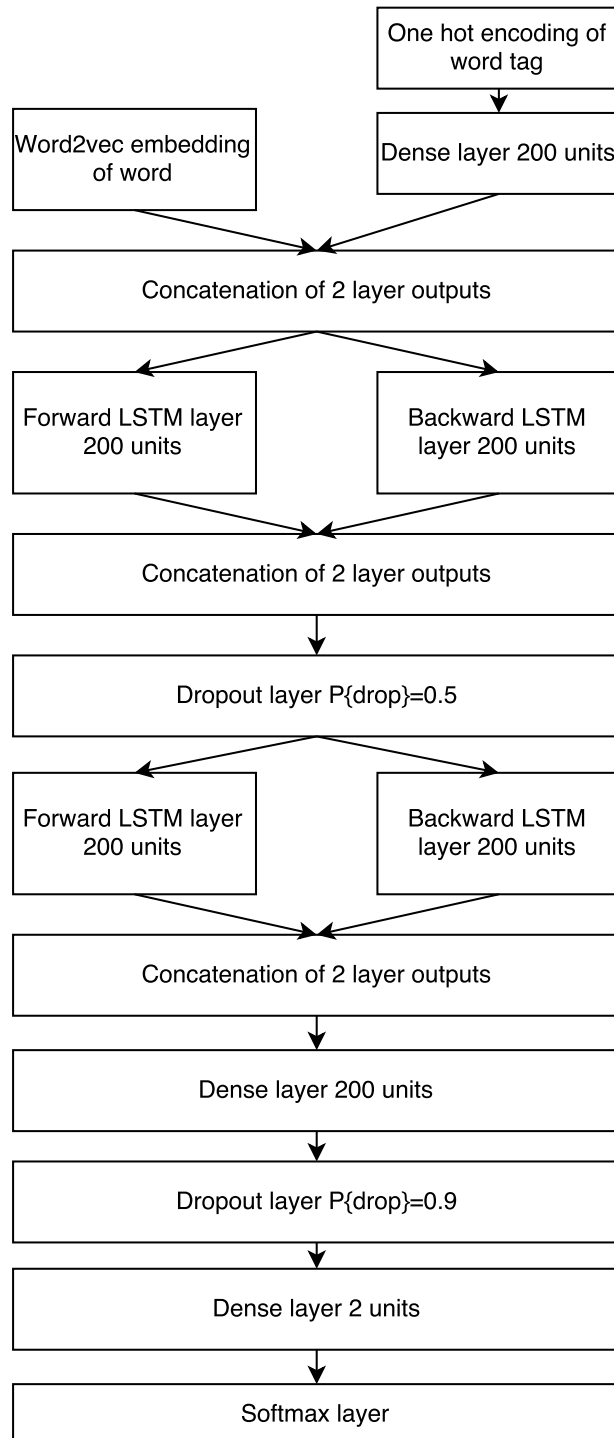 One hot encoding of
word tag
Word2vec embedding
of word
Dense layer 200 units
Concatenation of 2 layer outputs
Forward LSTM layer
200 units
Backward LSTM
layer 200 units
Concatenation of 2 layer outputs
Dropout layer P{drop}=0.5
Forward LSTM layer
200 units
Backward LSTM
layer 200 units
Concatenation of 2 layer outputs
Dense layer 200 units
Dropout layer P{drop}=0.9
Dense layer 2 units
Softmax layer